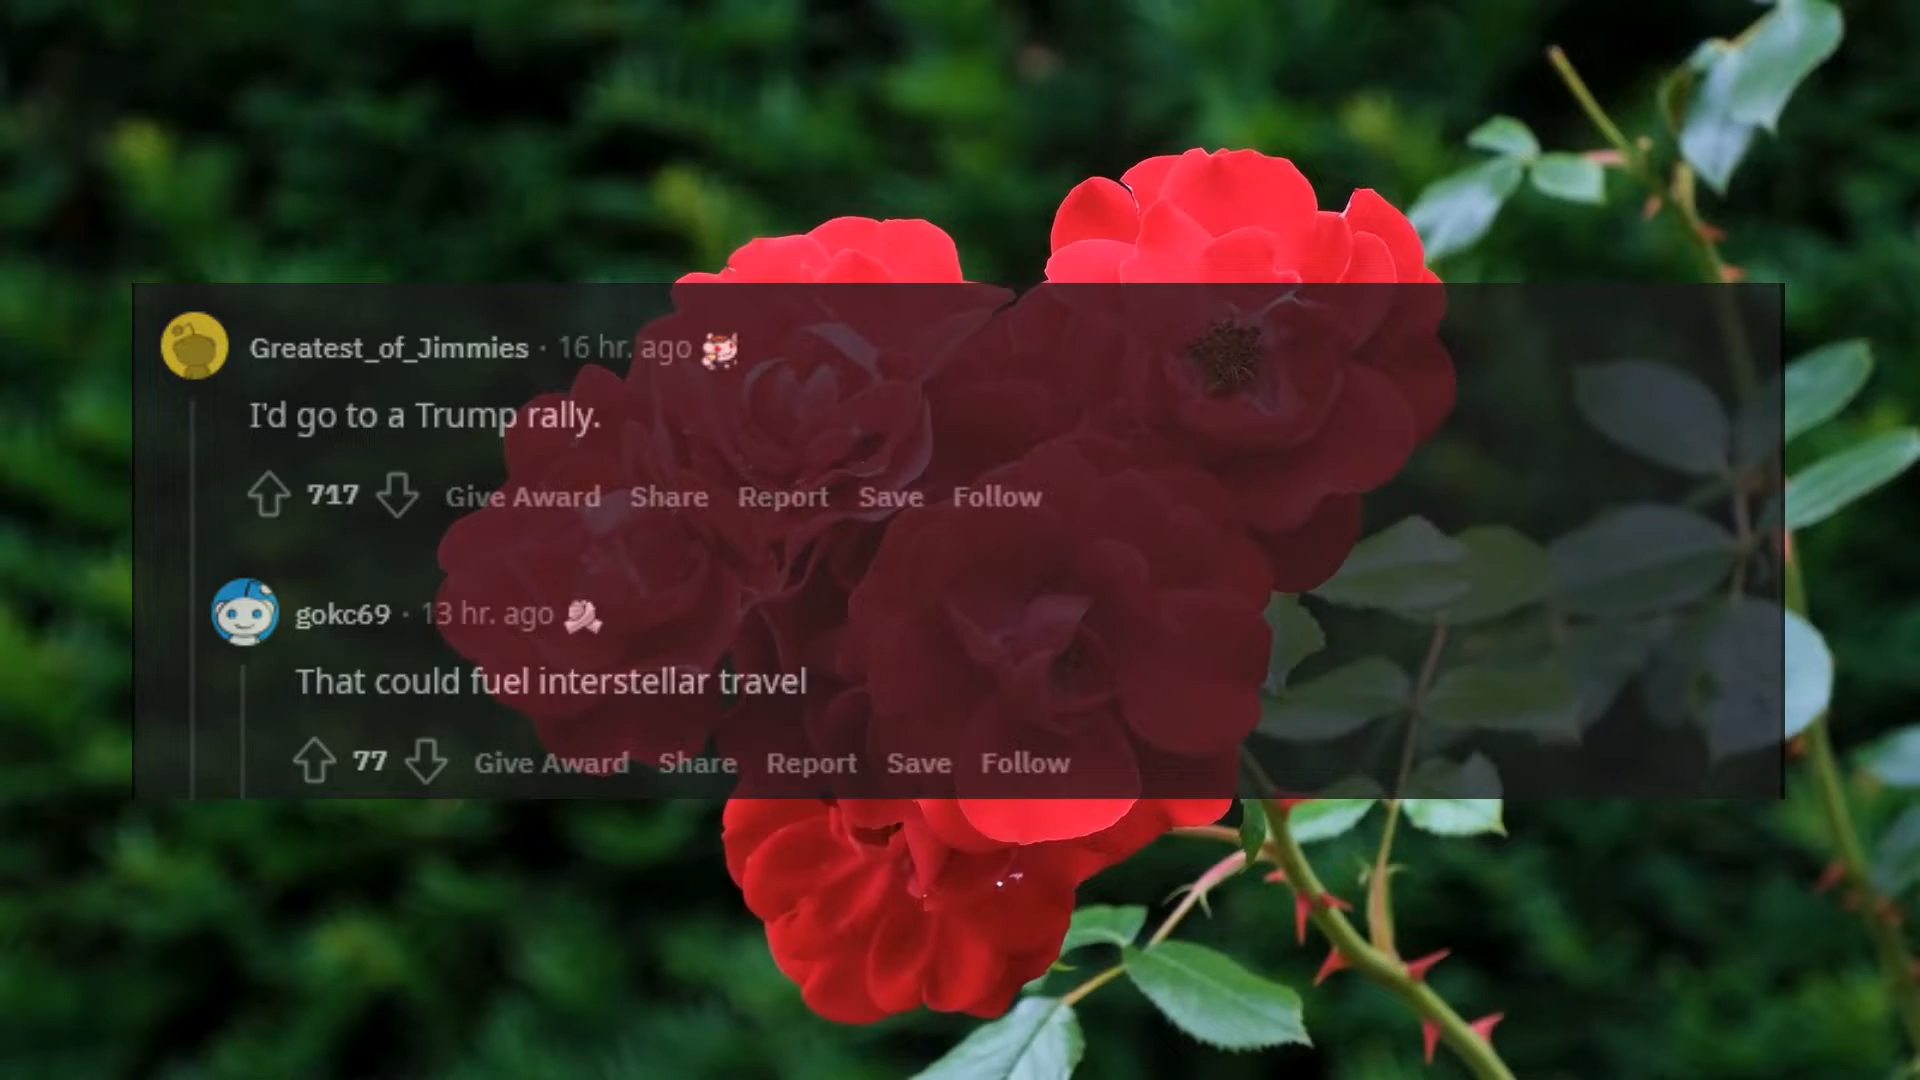 Greatest_of_Jimmies · 16 hr. ago
I'd go to a Trump rally.
717 Give Award Share Report Save Follow
gokc69 · 13 hr. ago
That could fuel interstellar travel
77 Give Award Share Report Save Follow